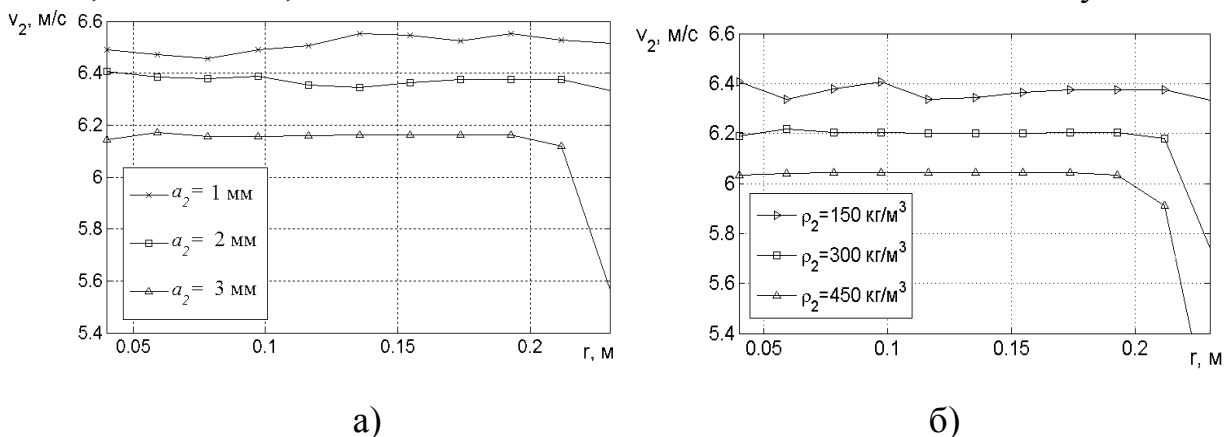 v₂, м/с
6.6
6.4
6.2
6
5.8
5.6
5.4
0.05
0.1
0.15
0.2
r, м
a₂= 1 мм
a₂= 2 мм
a₂= 3 мм
а)
v₂, м/с
6.6
6.4
6.2
6
5.8
5.6
5.4
0.05
0.1
0.15
0.2
r, м
ρ₂=150 кг/м³
ρ₂=300 кг/м³
ρ₂=450 кг/м³
б)